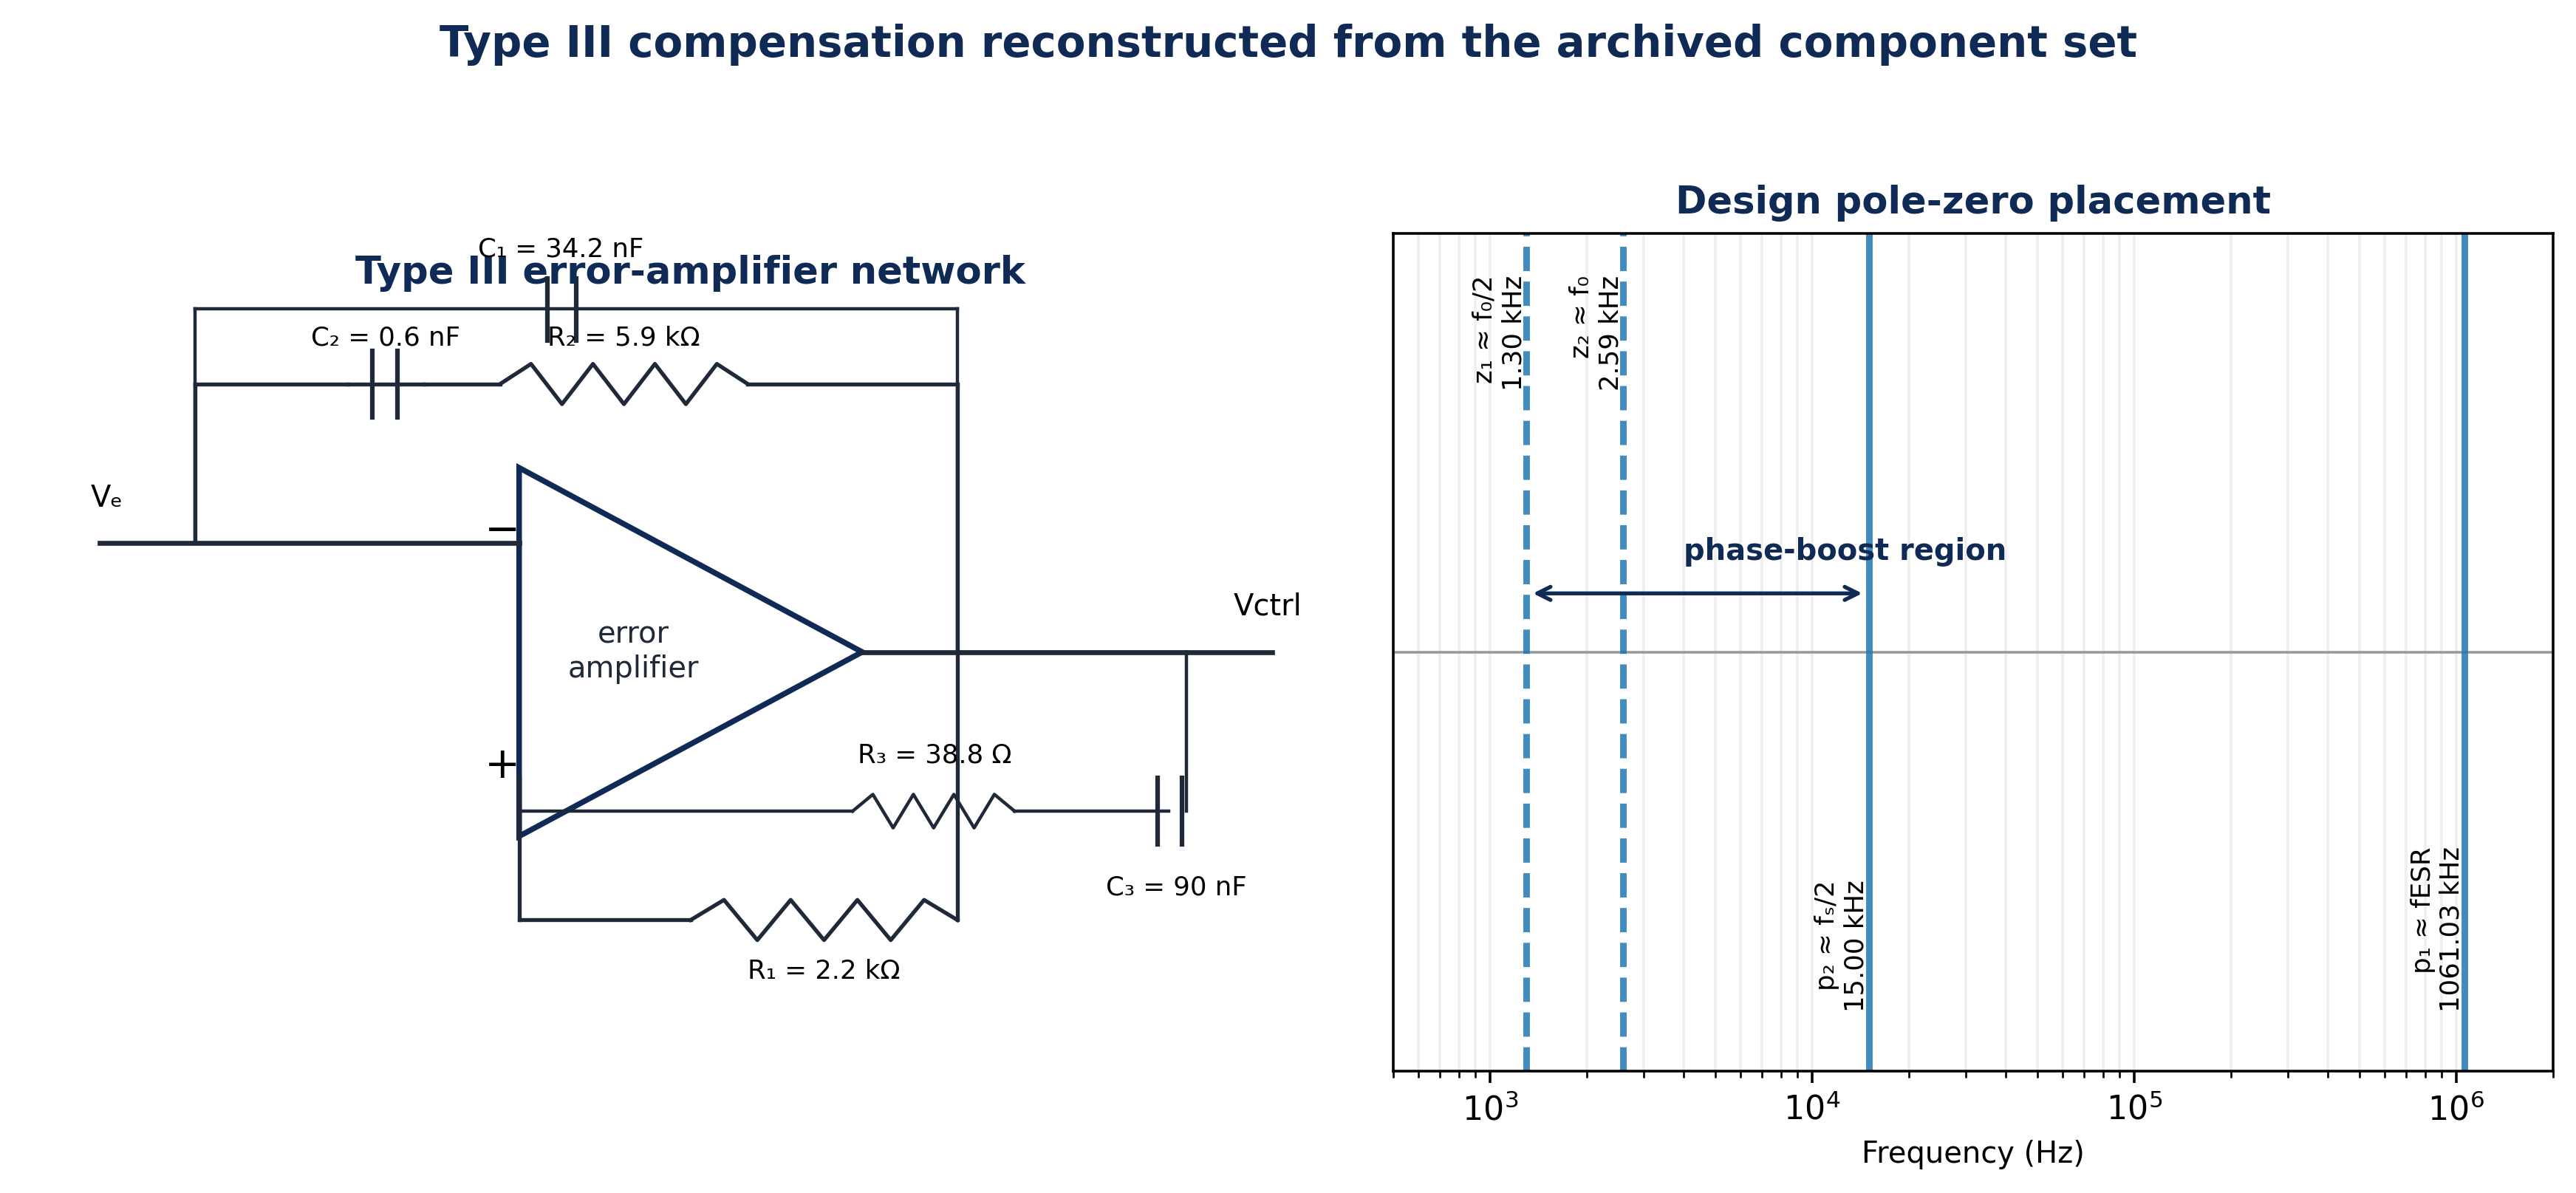 Type III compensation reconstructed from the archived component set
Type III error-amplifier network
C₁ = 34.2 nF
C₂ = 0.6 nF
R₂ = 5.9 kΩ
Vₑ
−
error
amplifier
+
Vctrl
R₃ = 38.8 Ω
C₃ = 90 nF
R₁ = 2.2 kΩ
Design pole-zero placement
z₁ ≈ f₀/2
1.30 kHz
z₂ ≈ f₀
2.59 kHz
phase-boost region
p₂ ≈ fₛ/2
15.00 kHz
p₁ ≈ fESR
1061.03 kHz
10³
10⁴
10⁵
10⁶
Frequency (Hz)